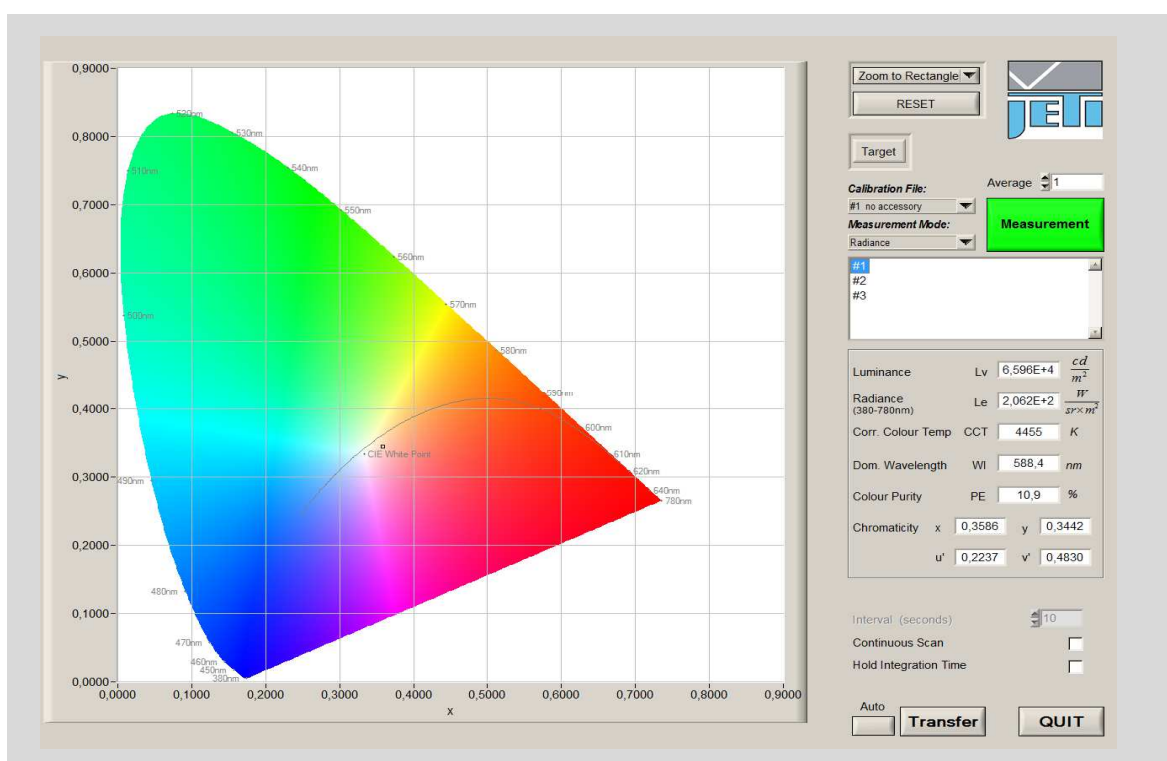 0,9000
0,8000
0,7000
0,6000
0,5000
0,4000
0,3000
0,2000
0,1000
0,0000
y
0,0000 0,1000 0,2000 0,3000 0,4000 0,5000 0,6000 0,7000 0,8000 0,9000
x
520nm
530nm
510nm
540nm
550nm
560nm
570nm
500nm
580nm
590nm
600nm
CIE White Point
610nm
620nm
490nm
640nm
780nm
480nm
470nm
460nm
450nm
380nm
Zoom to Rectangle
RESET
JETI
Target
Calibration File:
Average 1
#1 no accessory
Measurement Mode:
Measurement
Radiance
#1
#2
#3
Luminance Lv 6,596E+4 cd/m²
Radiance Le 2,062E+2 W/sr×m²
(380-780nm)
Corr. Colour Temp CCT 4455 K
Dom. Wavelength Wl 588,4 nm
Colour Purity PE 10,9 %
Chromaticity x 0,3586 y 0,3442
u' 0,2237 v' 0,4830
Interval (seconds) 10
Continuous Scan
Hold Integration Time
Auto
Transfer QUIT